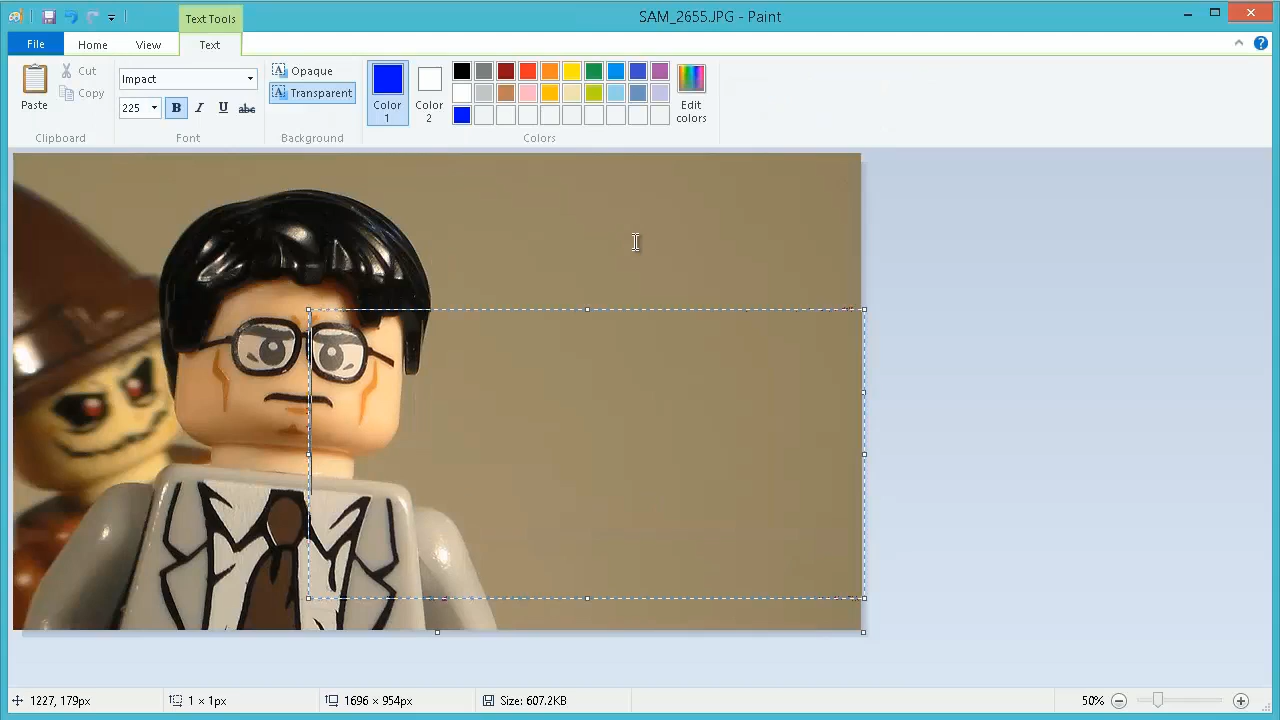 SAM_2655.JPG - Paint
Text Tools
File Home View Text
Paste Cut Copy
Clipboard
Impact
225 B I U abc
Font
Opaque
Transparent
Background
Color 1
Color 2
Edit colors
Colors
1227, 179px 1 × 1px 1696 × 954px Size: 607.2KB 50%